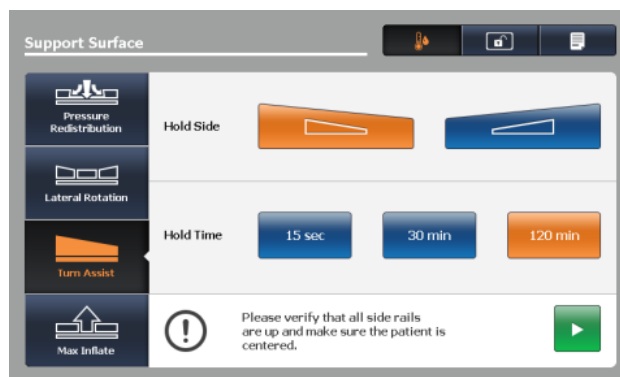 Support Surface
Pressure
Redistribution
Hold Side
Lateral Rotation
Hold Time
15 sec
30 min
120 min
Turn Assist
Please verify that all side rails
are up and make sure the patient is
centered.
Max Inflate